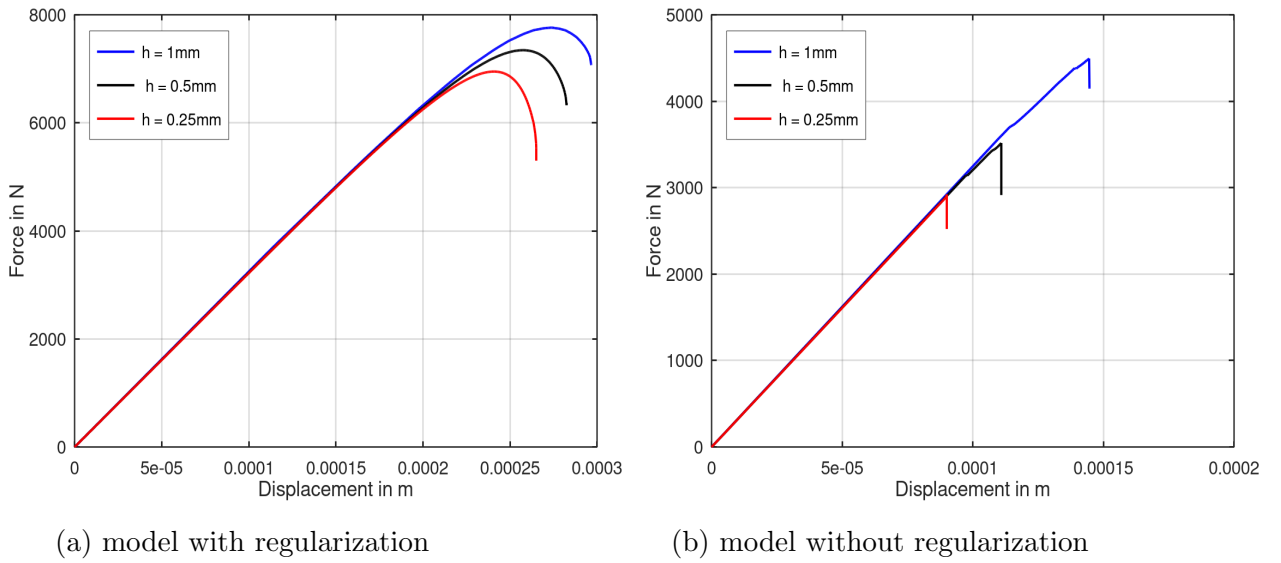 8000
6000
4000
2000
0
Force in N
h = 1mm
h = 0.5mm
h = 0.25mm
0 5e-05 0.0001 0.00015 0.0002 0.00025 0.0003
Displacement in m
(a) model with regularization
5000
4000
3000
2000
1000
0
Force in N
h = 1mm
h = 0.5mm
h = 0.25mm
0 5e-05 0.0001 0.00015 0.0002
Displacement in m
(b) model without regularization